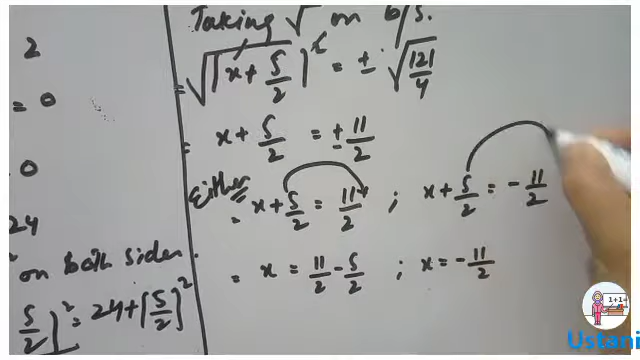 2
= 0
0
24
on both sides.
5/2]² = 24 + [5/2]²
Taking √ on b/s.
= √[x + 5/2]² = ± √121/4
= x + 5/2 = ± 11/2
Either
= x + 5/2 = 11/2 ; x + 5/2 = - 11/2
= x = 11/2 - 5/2 ; x = - 11/2
1+1=
Ustani